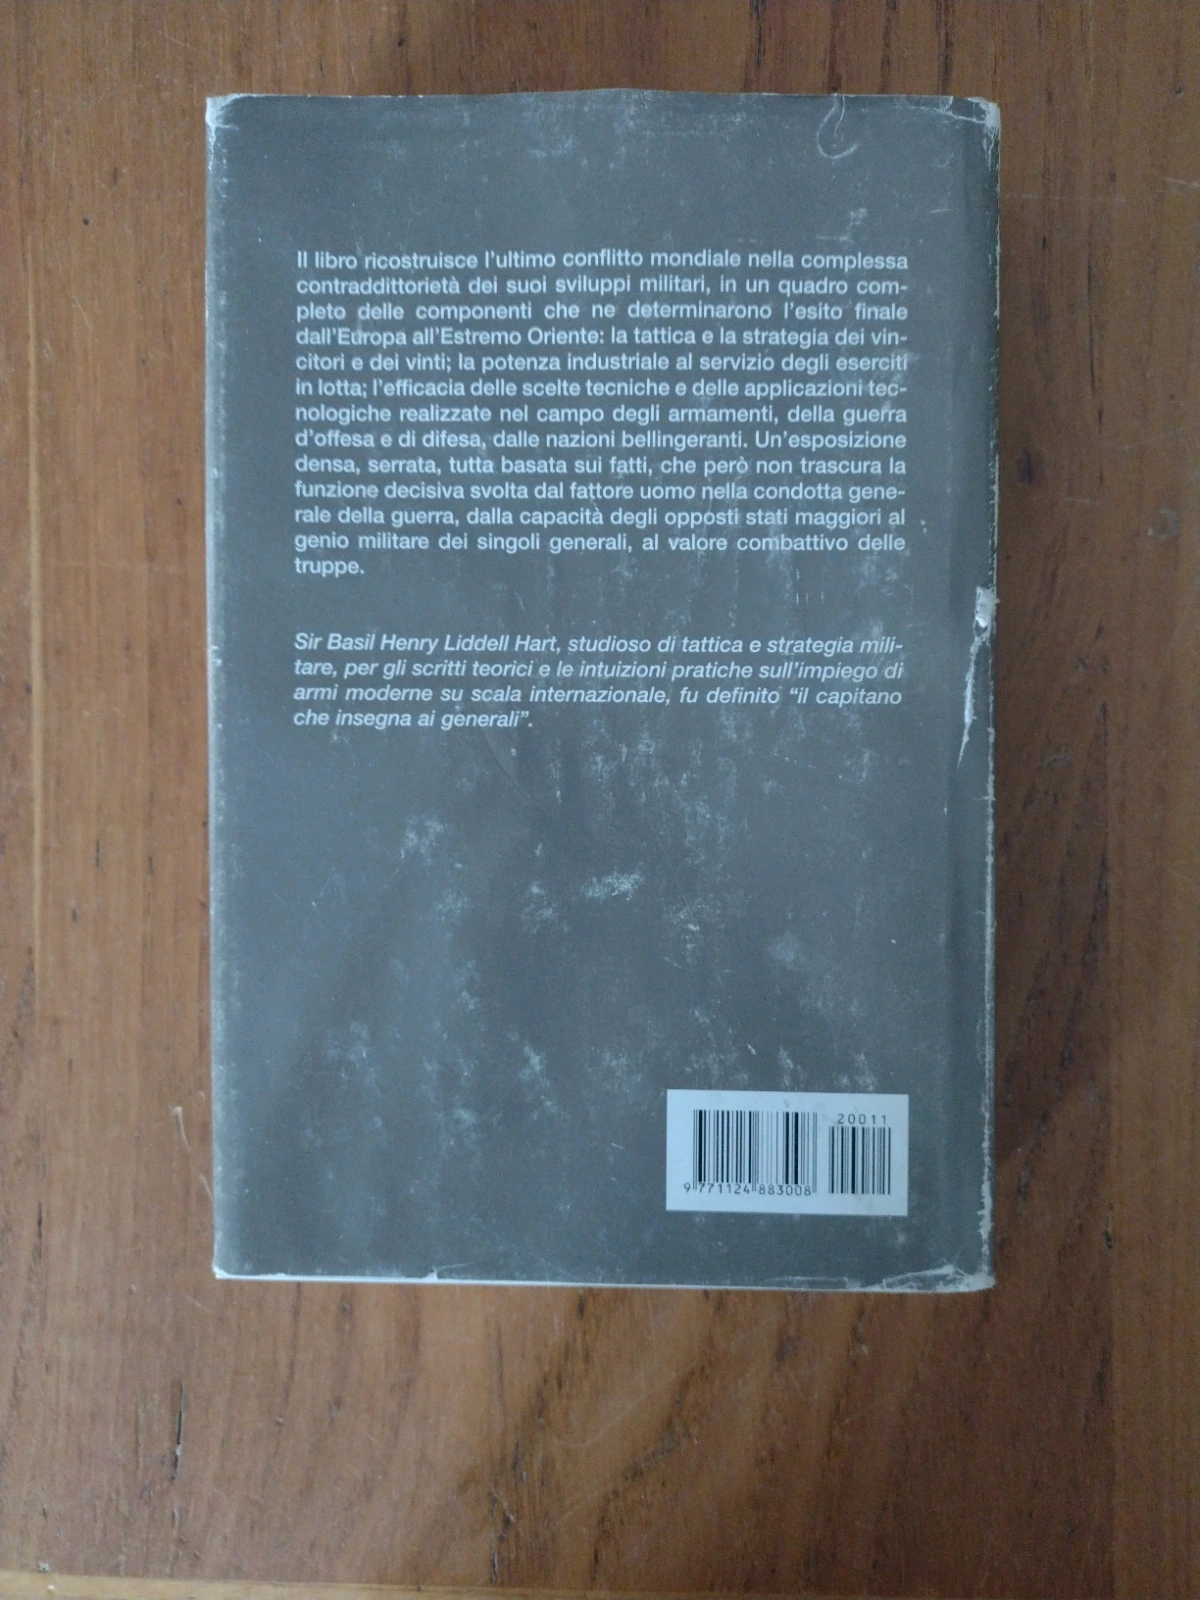 Il libro ricostruisce l'ultimo conflitto mondiale nella complessa
contraddittorietà dei suoi sviluppi militari, in un quadro com-
pleto delle componenti che ne determinarono l'esito finale
dall'Europa all'Estremo Oriente: la tattica e la strategia dei vin-
citori e dei vinti; la potenza industriale al servizio degli eserciti
in lotta; l'efficacia delle scelte tecniche e delle applicazioni tec-
nologiche realizzate nel campo degli armamenti, della guerra
d'offesa e di difesa, dalle nazioni bellingeranti. Un'esposizione
densa, serrata, tutta basata sui fatti, che però non trascura la
funzione decisiva svolta dal fattore uomo nella condotta gene-
rale della guerra, dalla capacità degli opposti stati maggiori al
genio militare dei singoli generali, al valore combattivo delle
truppe.
Sir Basil Henry Liddell Hart, studioso di tattica e strategia mili-
tare, per gli scritti teorici e le intuizioni pratiche sull'impiego di
armi moderne su scala internazionale, fu definito “il capitano
che insegna ai generali”.
20011
9 771124 883008